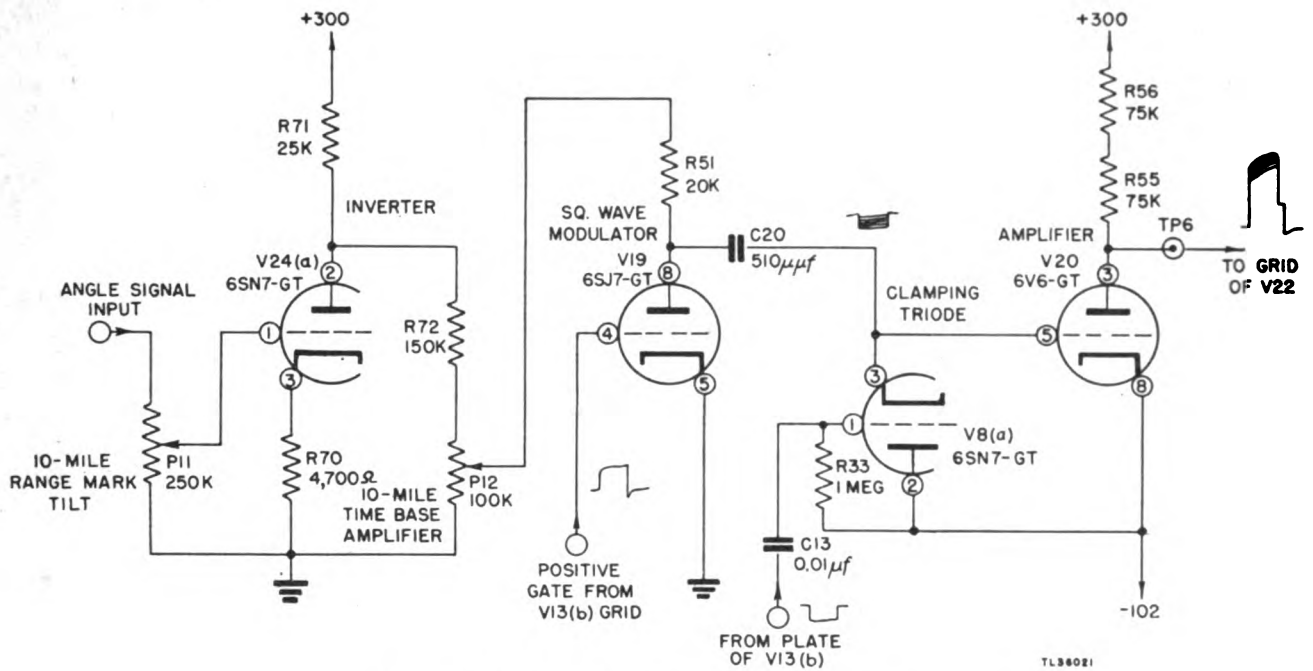 +300
R71
25K
INVERTER
V24(a)
6SN7-GT
2
1
3
ANGLE SIGNAL
INPUT
P11
250K
10-MILE
RANGE MARK
TILT
R70
4,700Ω
R72
150K
P12
100K
10-MILE
TIME BASE
AMPLIFIER
R51
20K
SQ. WAVE
MODULATOR
V19
6SJ7-GT
8
4
5
POSITIVE
GATE FROM
V13(b) GRID
C20
510μμf
CLAMPING
TRIODE
3
1
2
V8(a)
6SN7-GT
R33
1 MEG
C13
0.01μf
FROM PLATE
OF V13(b)
+300
R56
75K
R55
75K
AMPLIFIER
V20
6V6-GT
3
5
8
TP6
TO GRID
OF V22
-102
TL38021